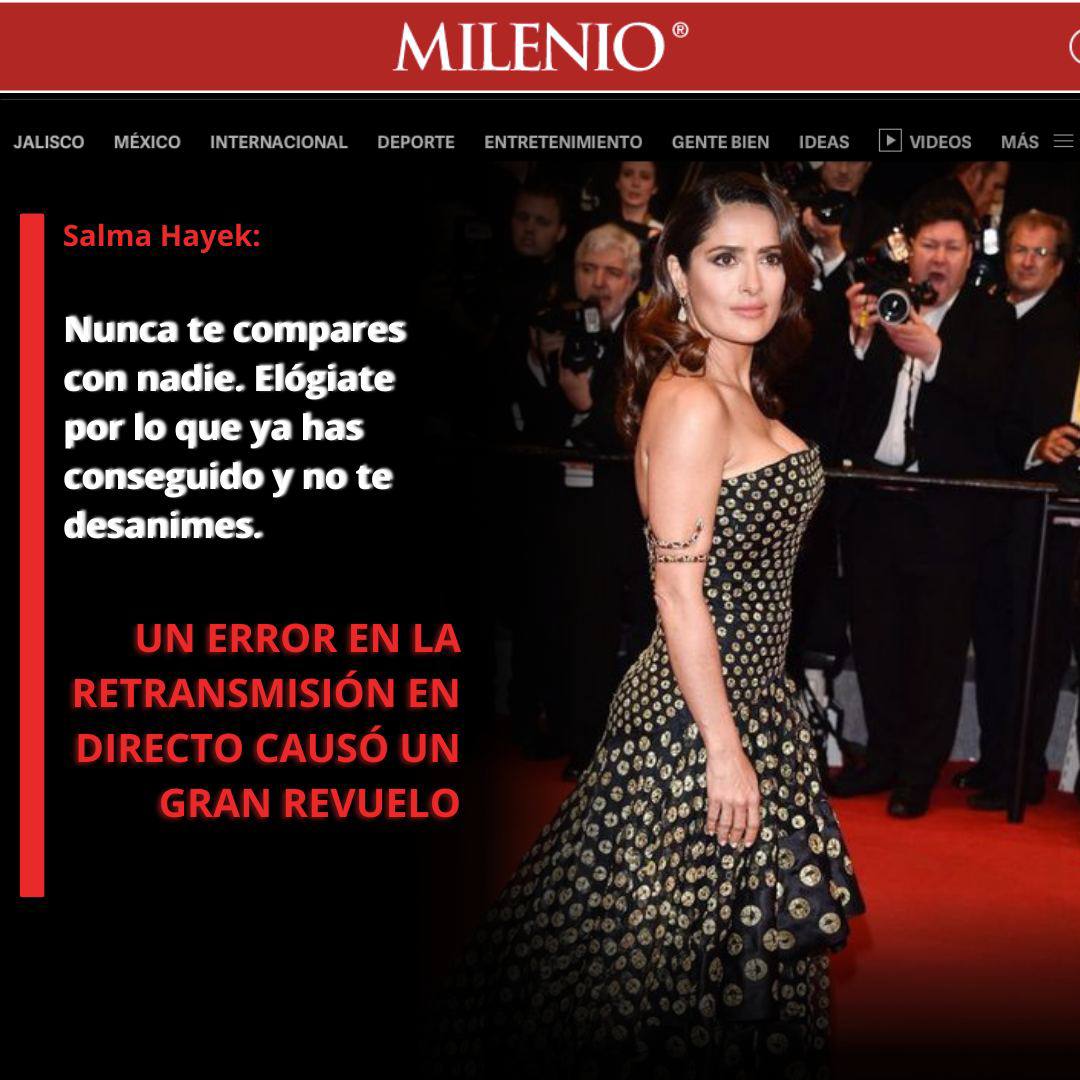 MILENIO®
JALISCO MÉXICO INTERNACIONAL DEPORTE ENTRETENIMIENTO GENTE BIEN IDEAS VIDEOS MÁS
Salma Hayek:
Nunca te compares
con nadie. Elógiate
por lo que ya has
conseguido y no te
desanimes.
UN ERROR EN LA
RETRANSMISIÓN EN
DIRECTO CAUSÓ UN
GRAN REVUELO